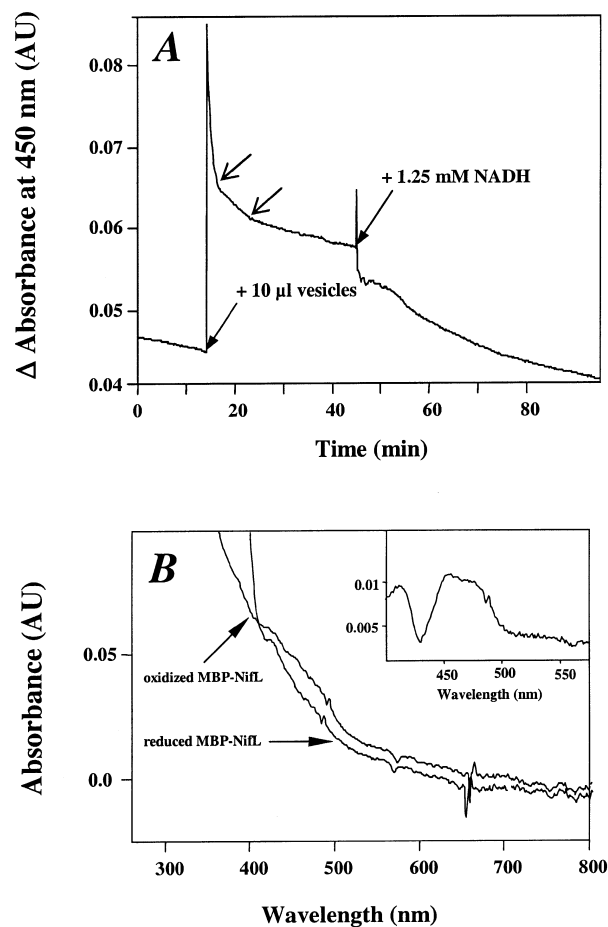 A
Δ Absorbance at 450 nm (AU)
0.08
0.07
0.06
0.05
0.04
+ 1.25 mM NADH
+ 10 μl vesicles
0 20 40 60 80
Time (min)
B
Absorbance (AU)
0.05
0.0
oxidized MBP-NifL
reduced MBP-NifL
0.01
0.005
450 500 550
Wavelength (nm)
300 400 500 600 700 800
Wavelength (nm)